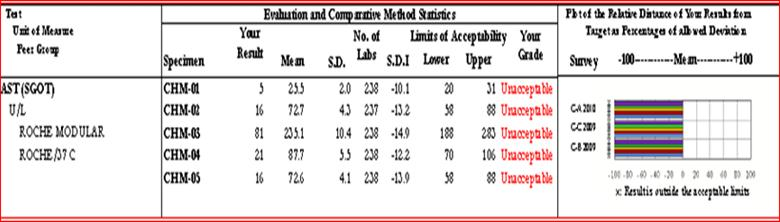 Test Evaluation and Comparative Method Statistics Plot of the Relative Distance of Your Results from
Unit of Measure Your No. of Limits of Acceptability Your Target as Percentages of allowed Deviation
Peer Group Result Mean S.D. Labs S.D.I Lower Upper Grade
Specimen Survey -100-----------Mean-----------+100
AST (SGOT) CHM-01 5 25.5 2.0 238 -10.1 20 31 Unacceptable
U/L CHM-02 16 72.7 4.3 237 -13.2 58 88 Unacceptable
ROCHE MODULAR CHM-03 81 235.1 10.4 238 -14.9 188 283 Unacceptable
ROCHE/37 C CHM-04 21 87.7 5.5 238 -12.2 70 106 Unacceptable
CHM-05 16 72.6 4.1 238 -13.9 58 88 Unacceptable
C-A 2010
C-C 2009
C-B 2009
-100 -80 -60 -40 -20 0 20 40 60 80 100
x: Result is outside the acceptable limits